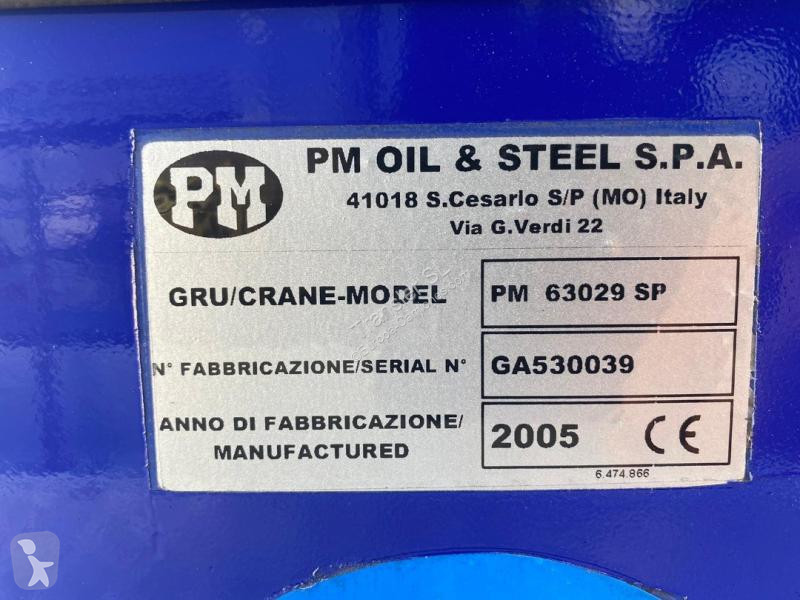 PM
PM OIL & STEEL S.P.A.
41018 S.Cesario S/P (MO) Italy
Via G.Verdi 22
GRU/CRANE-MODEL
PM 63029 SP
N° FABBRICAZIONE/SERIAL N°
GA530039
ANNO DI FABBRICAZIONE/
MANUFACTURED
2005 CE
6.474.866